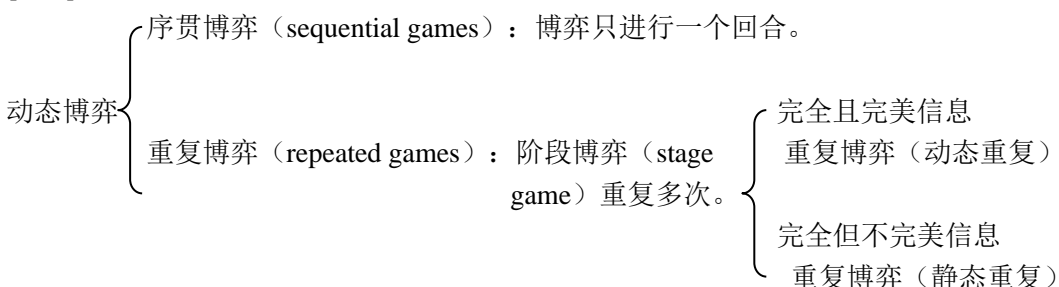 序贯博弈（sequential games）：博弈只进行一个回合。
动态博弈
重复博弈（repeated games）：阶段博弈（stage
game）重复多次。
完全且完美信息
重复博弈（动态重复）
完全但不完美信息
重复博弈（静态重复）